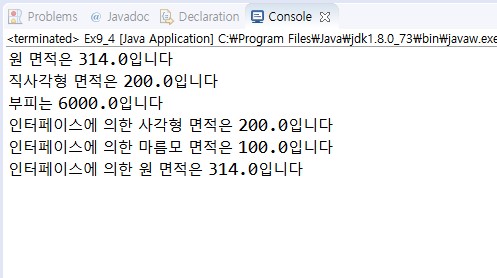 Problems @ Javadoc Declaration Console
<terminated> Ex9_4 [Java Application] C:₩Program Files₩Java₩jdk1.8.0_73₩bin₩javaw.exe
원 면적은 314.0입니다
직사각형 면적은 200.0입니다
부피는 6000.0입니다
인터페이스에 의한 사각형 면적은 200.0입니다
인터페이스에 의한 마름모 면적은 100.0입니다
인터페이스에 의한 원 면적은 314.0입니다